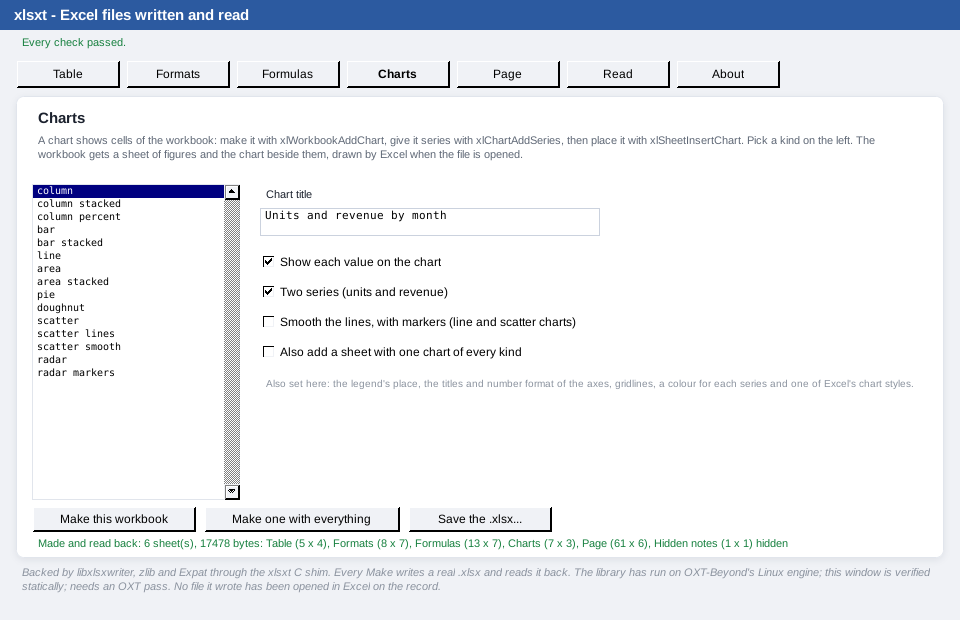 xlsxt - Excel files written and read
Every check passed.
Table Formats Formulas Charts Page Read About
Charts
A chart shows cells of the workbook: make it with xlWorkbookAddChart, give it series with xlChartAddSeries, then place it with xlSheetInsertChart. Pick a kind on the left. The
workbook gets a sheet of figures and the chart beside them, drawn by Excel when the file is opened.
column
column stacked
column percent
bar
bar stacked
line
area
area stacked
pie
doughnut
scatter
scatter lines
scatter smooth
radar
radar markers
Chart title
Units and revenue by month
Show each value on the chart
Two series (units and revenue)
Smooth the lines, with markers (line and scatter charts)
Also add a sheet with one chart of every kind
Also set here: the legend's place, the titles and number format of the axes, gridlines, a colour for each series and one of Excel's chart styles.
Make this workbook Make one with everything Save the .xlsx...
Made and read back: 6 sheet(s), 17478 bytes: Table (5 x 4), Formats (8 x 7), Formulas (13 x 7), Charts (7 x 3), Page (61 x 6), Hidden notes (1 x 1) hidden
Backed by libxlsxwriter, zlib and Expat through the xlsxt C shim. Every Make writes a real .xlsx and reads it back. The library has run on OXT-Beyond's Linux engine; this window is verified
statically; needs an OXT pass. No file it wrote has been opened in Excel on the record.